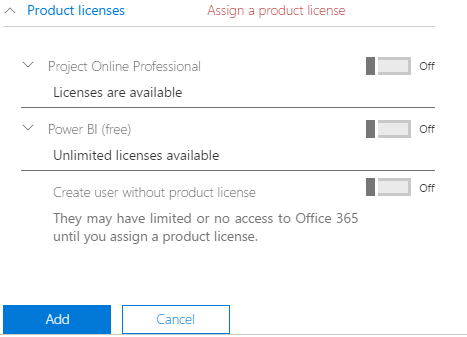 Product licenses Assign a product license
Project Online Professional Off
Licenses are available
Power BI (free) Off
Unlimited licenses available
Create user without product license Off
They may have limited or no access to Office 365
until you assign a product license.
Add Cancel